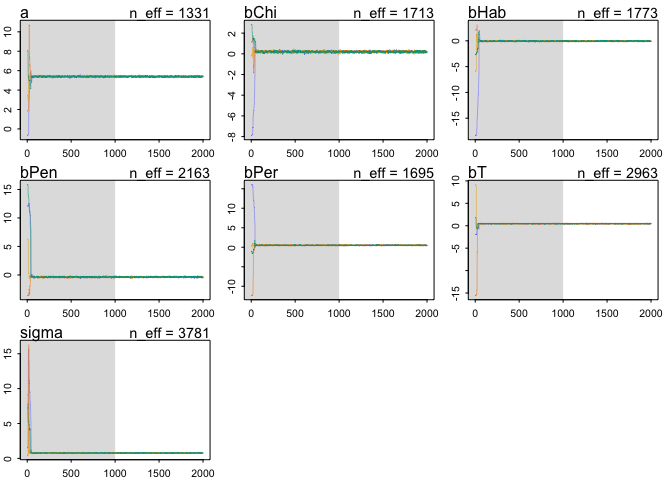 a n_eff = 1331
0 2 4 6 8 10
0 500 1000 1500 2000
bChi n_eff = 1713
-8 -6 -4 -2 0 2
0 500 1000 1500 2000
bHab n_eff = 1773
-15 -10 -5 0
0 500 1000 1500 2000
bPen n_eff = 2163
0 5 10 15
0 500 1000 1500 2000
bPer n_eff = 1695
-10 0 5 10
0 500 1000 1500 2000
bT n_eff = 2963
-15 -5 0 5 10
0 500 1000 1500 2000
sigma n_eff = 3781
0 5 10 15
0 500 1000 1500 2000